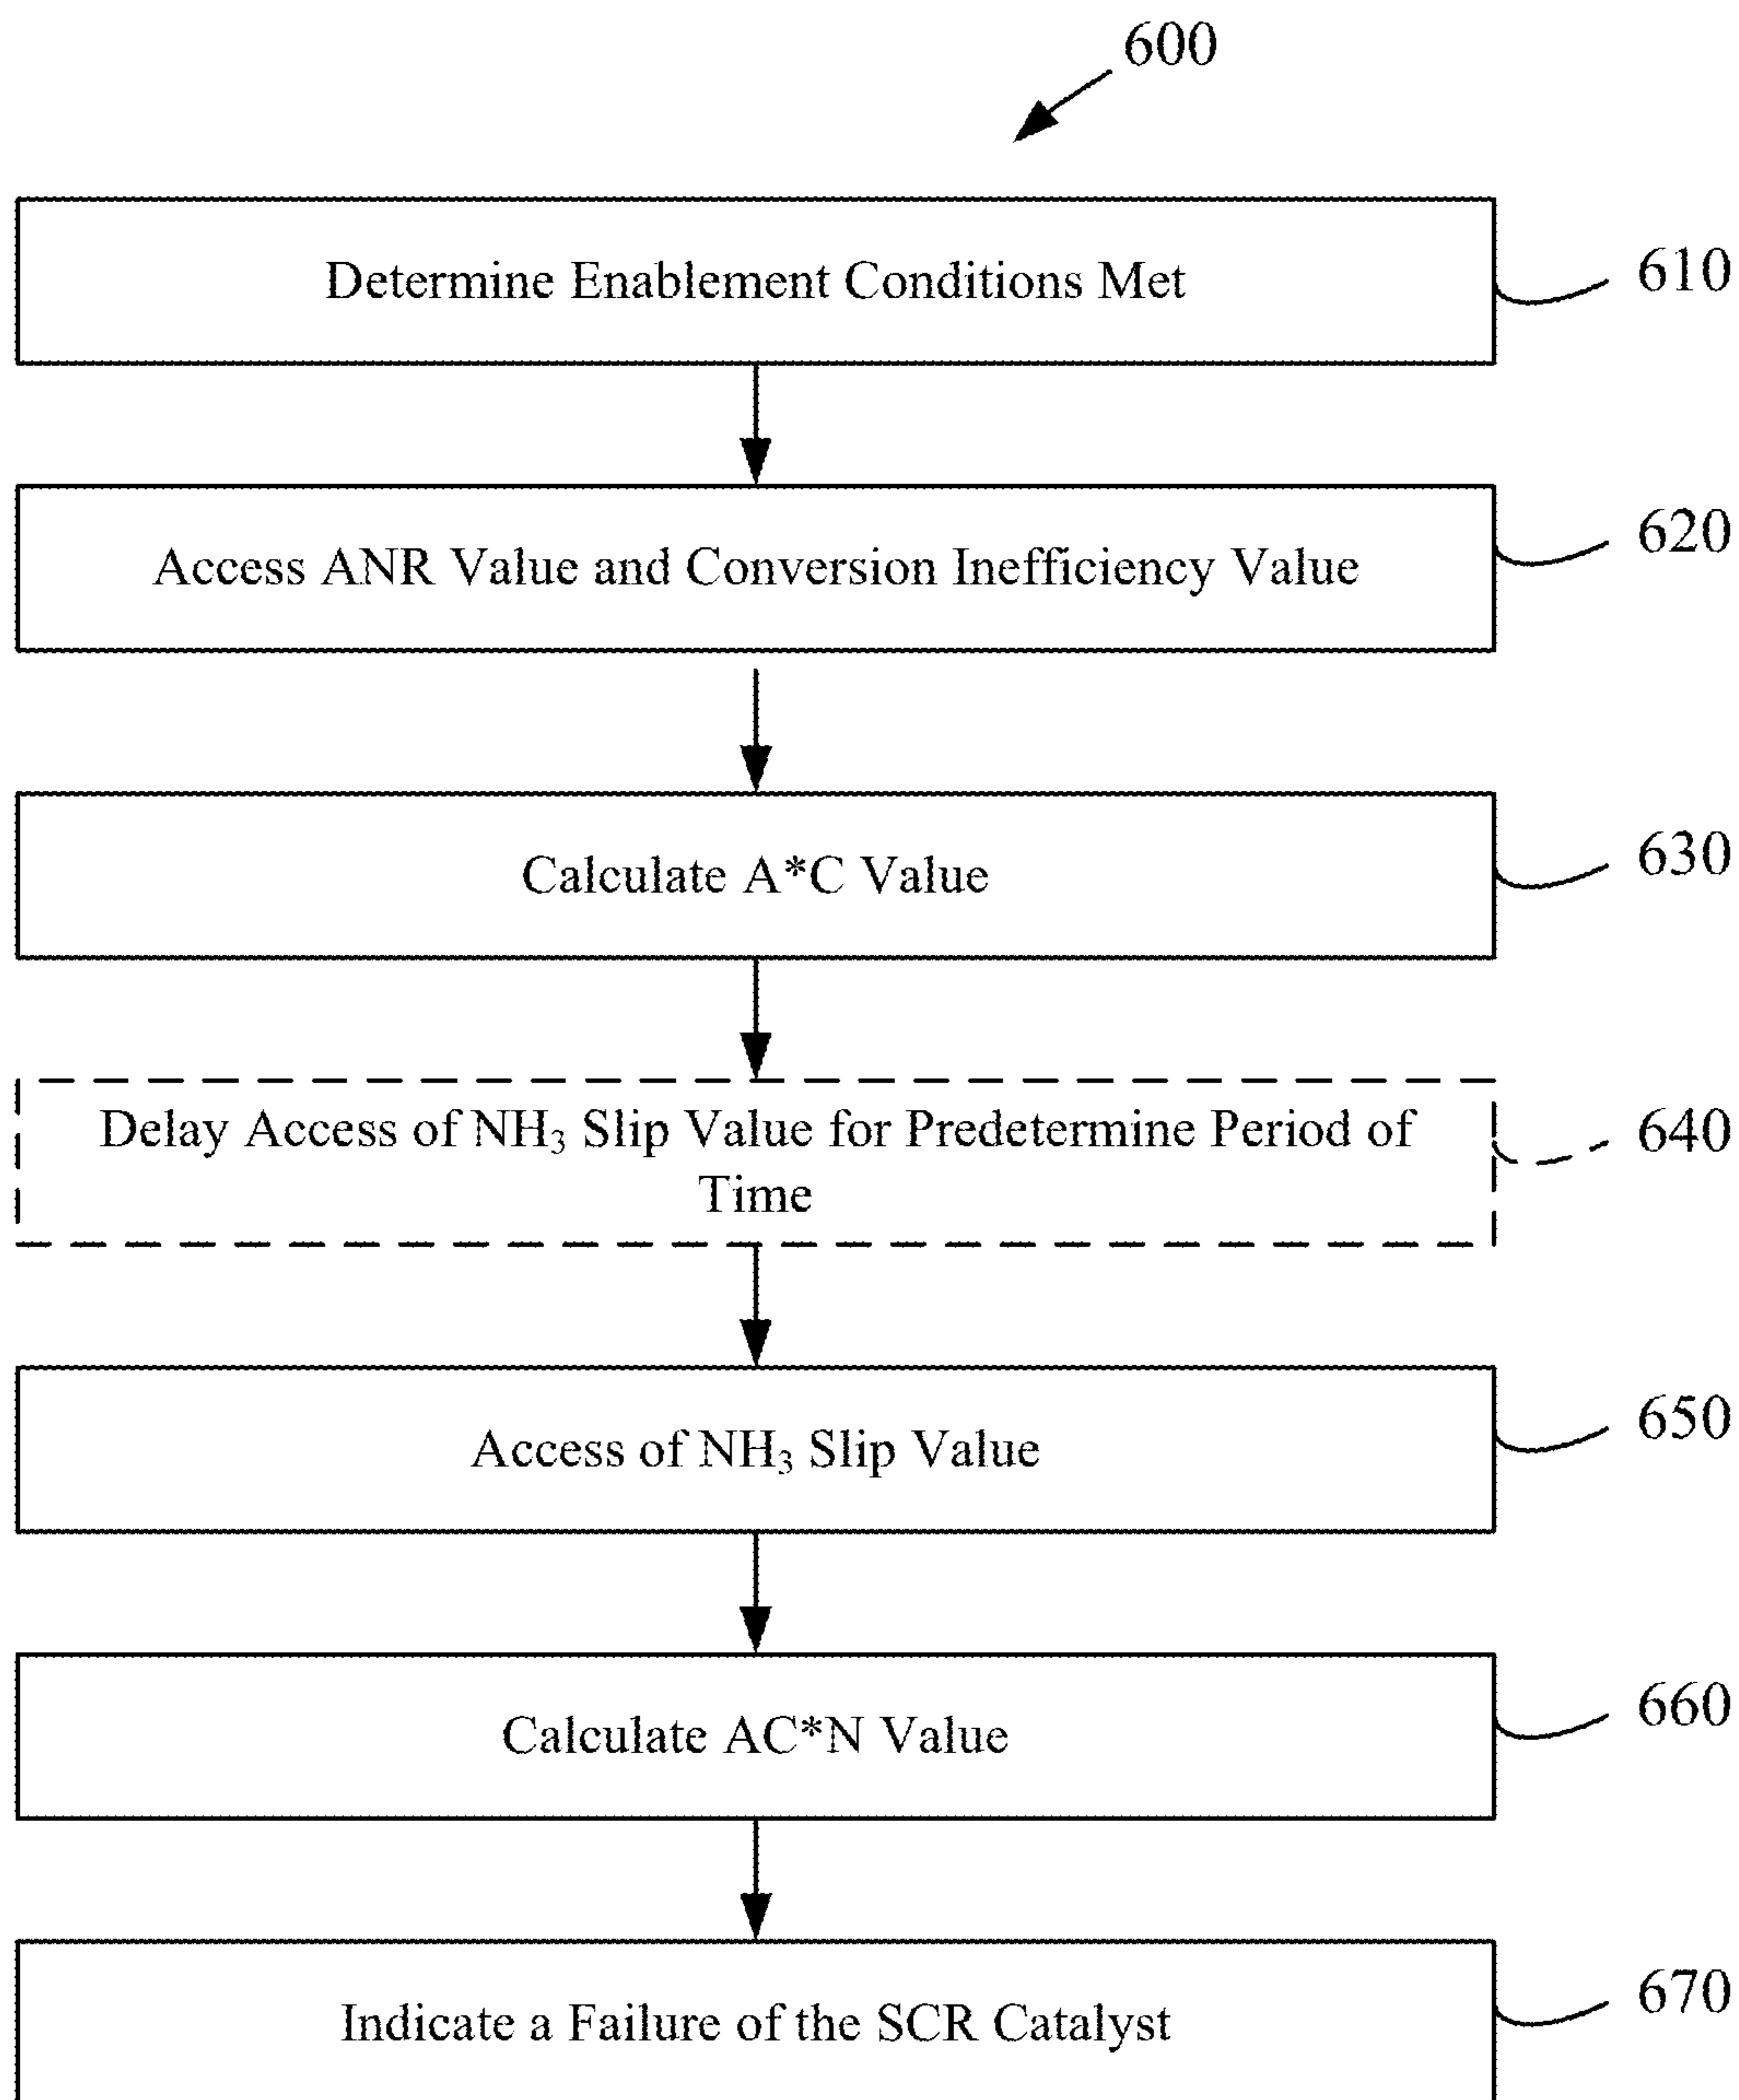 600
Determine Enablement Conditions Met
610
Access ANR Value and Conversion Inefficiency Value
620
Calculate A*C Value
630
Delay Access of NH₃ Slip Value for Predetermine Period of
Time
640
Access of NH₃ Slip Value
650
Calculate AC*N Value
660
Indicate a Failure of the SCR Catalyst
670